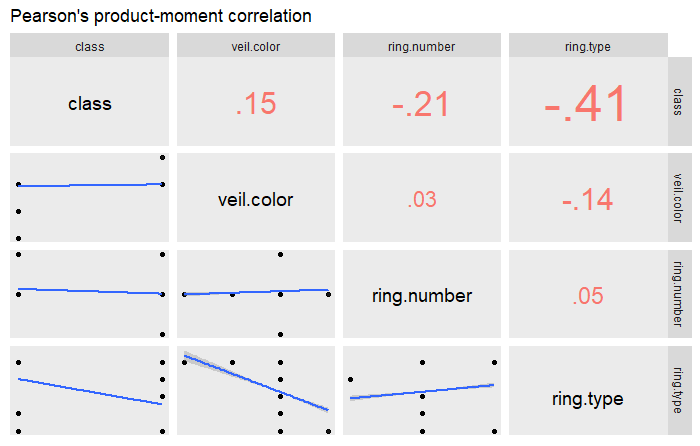 Pearson's product-moment correlation
class veil.color ring.number ring.type
class .15 -.21 -.41 class
veil.color .03 -.14 veil.color
ring.number .05 ring.number
ring.type ring.type